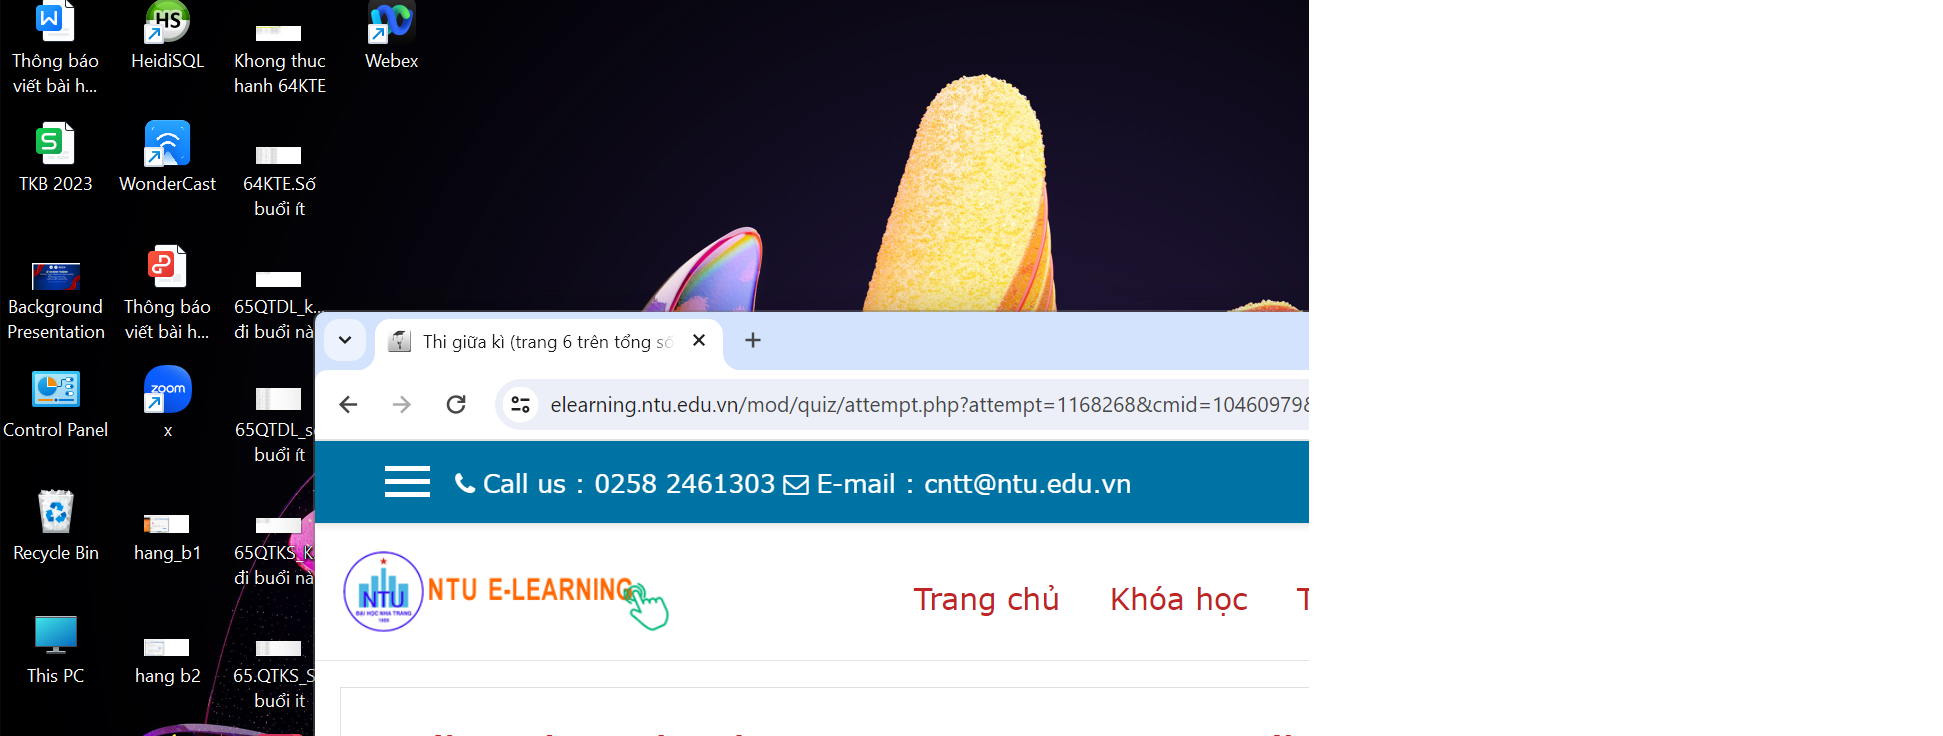 Thông báo
viết bài h...
HeidiSQL
HS
Khong thuc
hanh 64KTE
Webex
TKB 2023
WonderCast
64KTE.Số
buổi ít
Background
Presentation
Thông báo
viết bài h...
65QTDL_k...
đi buổi nà
Control Panel
zoom
x
65QTDL_s
buổi ít
Recycle Bin
hang_b1
65QTKS_K
đi buổi nà
This PC
hang b2
65.QTKS_S
buổi it
Thi giữa kì (trang 6 trên tổng số
elearning.ntu.edu.vn/mod/quiz/attempt.php?attempt=1168268&cmid=10460979&
Call us : 0258 2461303 E-mail : cntt@ntu.edu.vn
NTU
ĐẠI HỌC NHA TRANG
1959
NTU E-LEARNING
Trang chủ
Khóa học
T